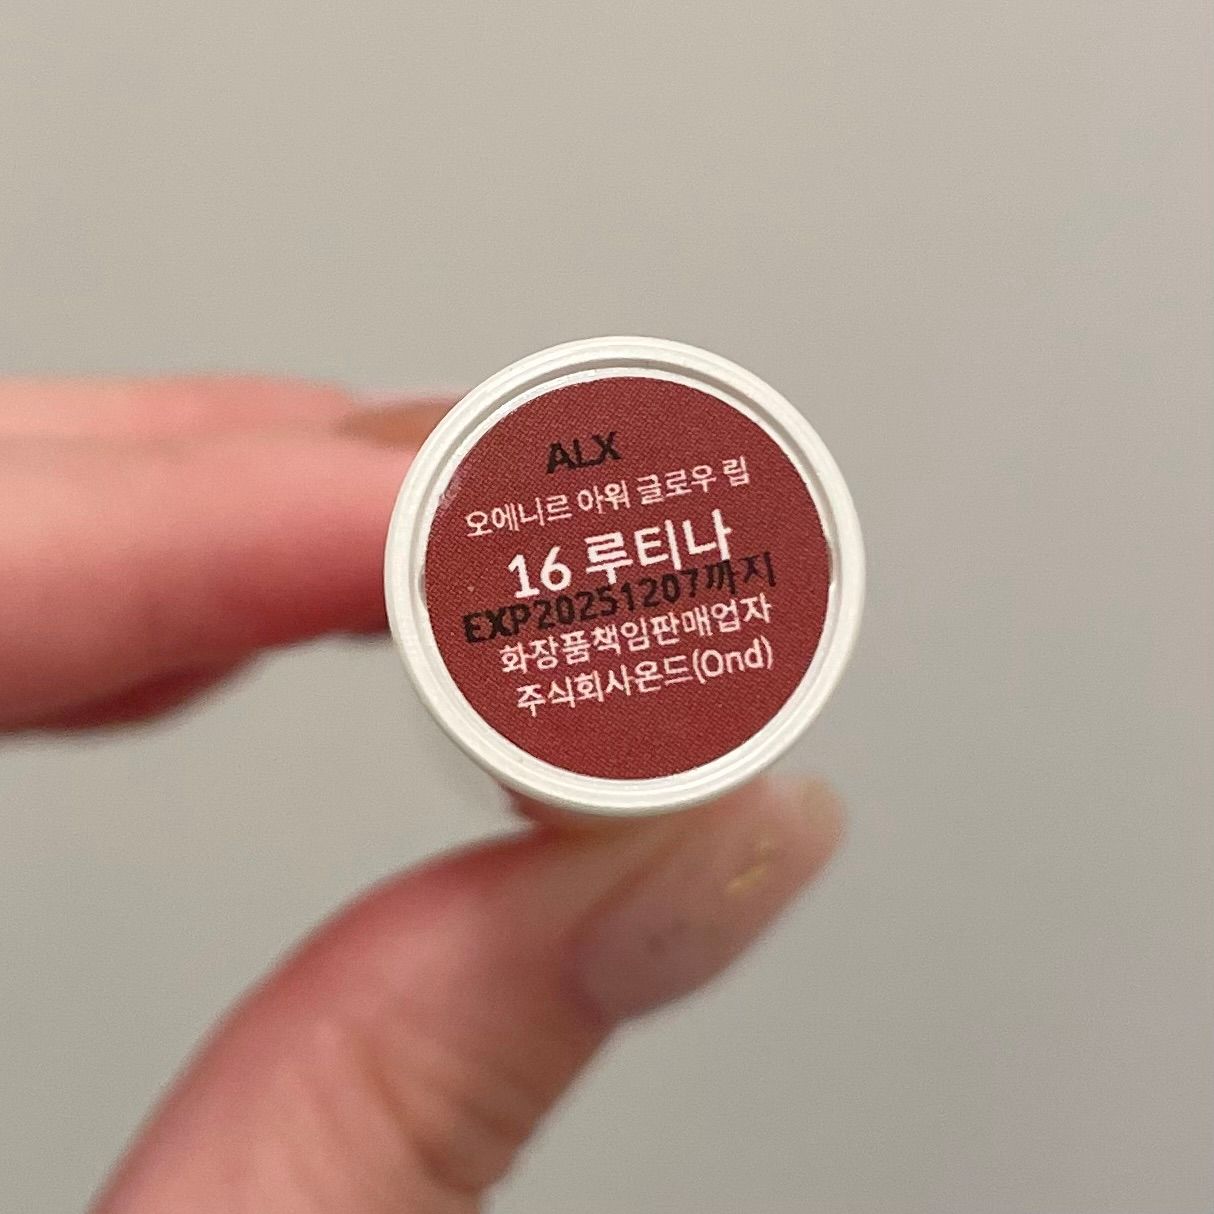 ALX
오에니르 아워 글로우 립
16 루티나
EXP20251207까지
화장품책임판매업자
주식회사온드(Ond)